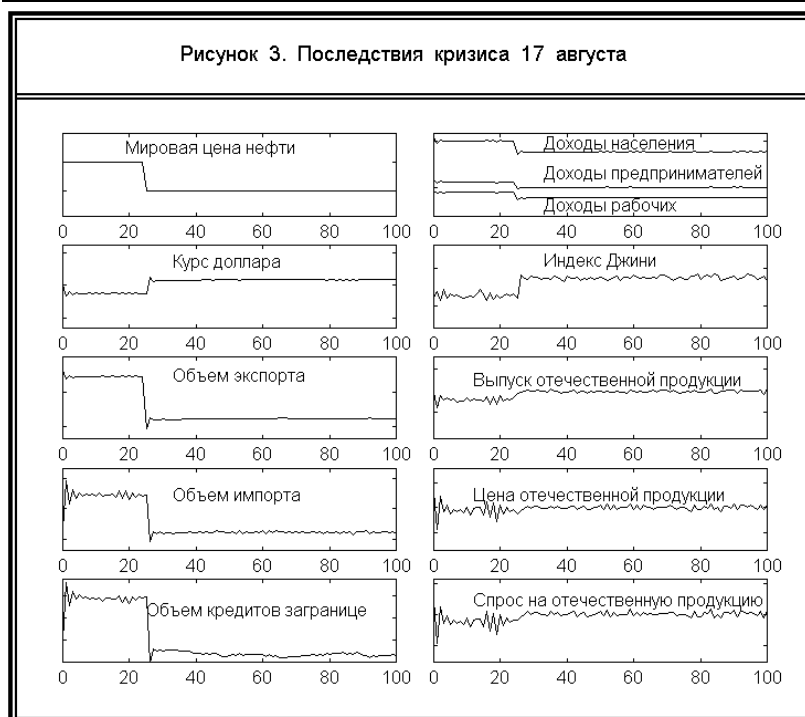 Рисунок 3. Последствия кризиса 17 августа
Мировая цена нефти
0 20 40 60 80 100
Курс доллара
0 20 40 60 80 100
Объем экспорта
0 20 40 60 80 100
Объем импорта
0 20 40 60 80 100
Объем кредитов загранице
0 20 40 60 80 100
Доходы населения
Доходы предпринимателей
Доходы рабочих
0 20 40 60 80 100
Индекс Джини
0 20 40 60 80 100
Выпуск отечественной продукции
0 20 40 60 80 100
Цена отечественной продукции
0 20 40 60 80 100
Спрос на отечественную продукцию
0 20 40 60 80 100